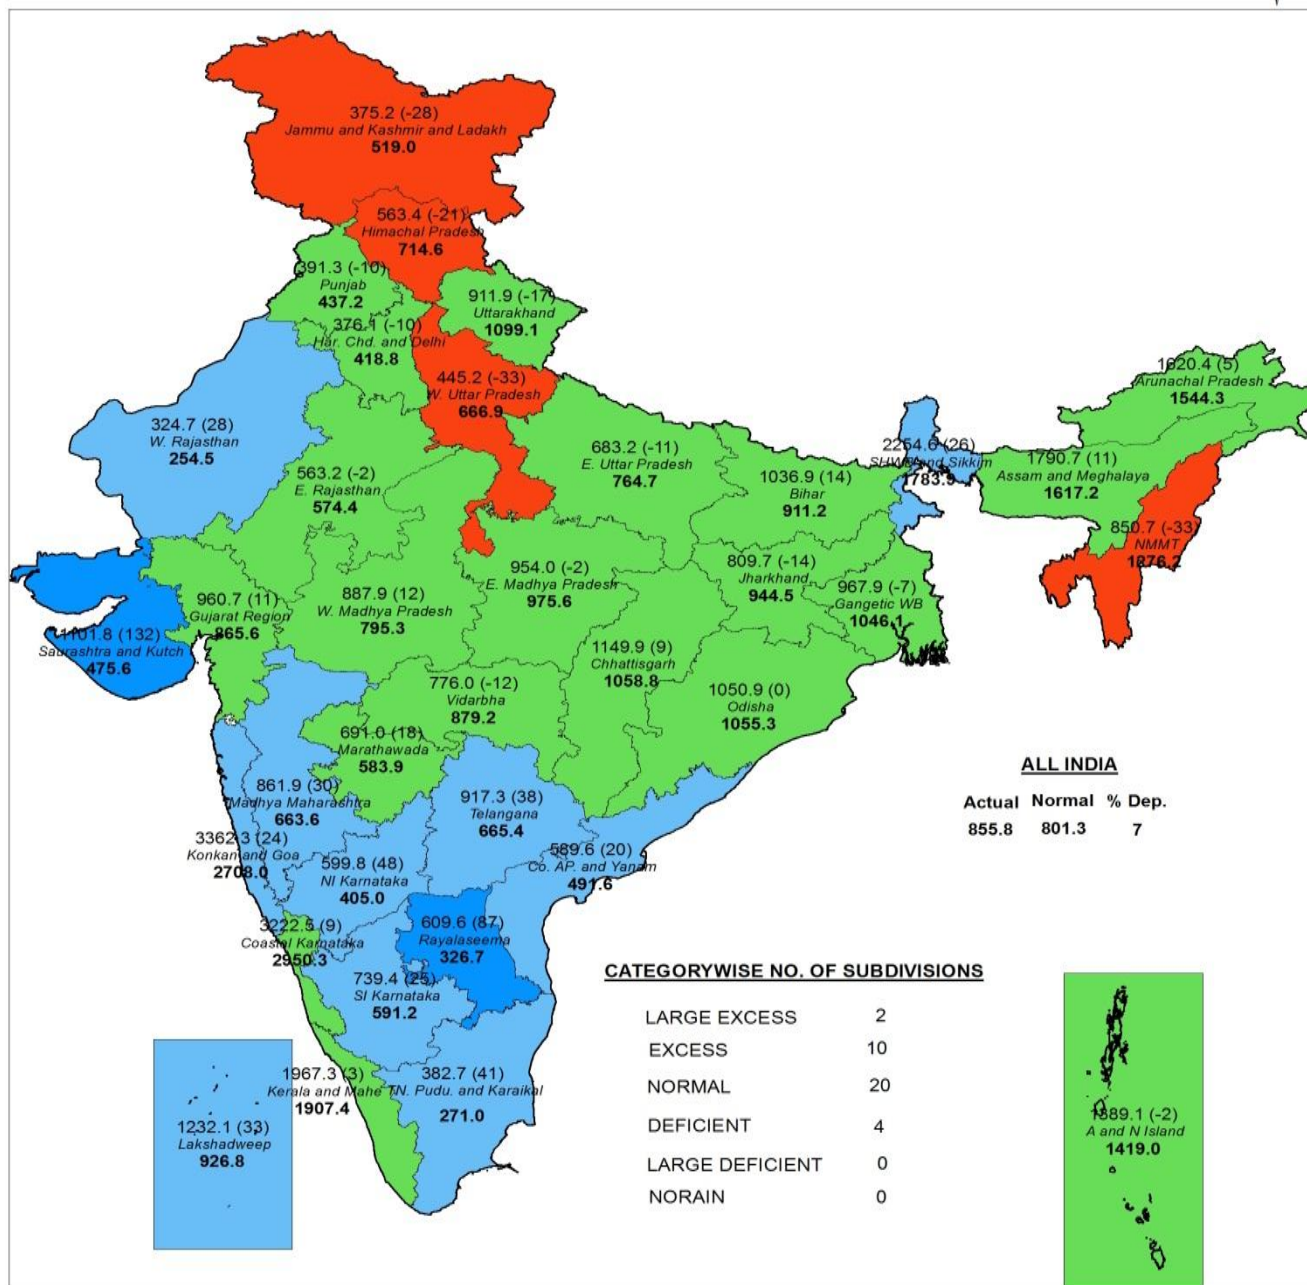 375.2 (-28)
Jammu and Kashmir and Ladakh
519.0
563.4 (-21)
Himachal Pradesh
714.6
391.3 (-10)
Punjab
437.2
911.9 (-17)
Uttarakhand
1099.1
376.1 (-10)
Har. Chd. and Delhi
418.8
445.2 (-33)
W. Uttar Pradesh
666.9
1620.4 (5)
Arunachal Pradesh
1544.3
324.7 (28)
W. Rajasthan
254.5
683.2 (-11)
E. Uttar Pradesh
764.7
2254.6 (26)
SHWB and Sikkim
1783.9
1790.7 (11)
Assam and Meghalaya
1617.2
563.2 (-2)
E. Rajasthan
574.4
1036.9 (14)
Bihar
911.2
850.7 (-33)
NMMT
1276.2
954.0 (-2)
E. Madhya Pradesh
975.6
809.7 (-14)
Jharkhand
944.5
967.9 (-7)
Gangetic WB
1046.1
960.7 (11)
Gujarat Region
865.6
887.9 (12)
W. Madhya Pradesh
795.3
1101.8 (132)
Saurashtra and Kutch
475.6
1149.9 (9)
Chhattisgarh
1058.8
776.0 (-12)
Vidarbha
879.2
1050.9 (0)
Odisha
1055.3
691.0 (18)
Marathawada
583.9
861.9 (30)
Madhya Maharashtra
663.6
917.3 (38)
Telangana
665.4
3362.3 (24)
Konkan and Goa
2708.0
599.8 (48)
NI Karnataka
405.0
589.6 (20)
Co. AP. and Yanam
491.6
3222.5 (9)
Coastal Karnataka
2950.3
609.6 (87)
Rayalaseema
326.7
739.4 (25)
SI Karnataka
591.2
1967.3 (3)
Kerala and Mahe
1907.4
382.7 (41)
TN. Pudu. and Karaikal
271.0
1232.1 (33)
Lakshadweep
926.8
1389.1 (-2)
A and N Island
1419.0
ALL INDIA
Actual Normal % Dep.
855.8 801.3 7
CATEGORYWISE NO. OF SUBDIVISIONS
LARGE EXCESS 2
EXCESS 10
NORMAL 20
DEFICIENT 4
LARGE DEFICIENT 0
NORAIN 0